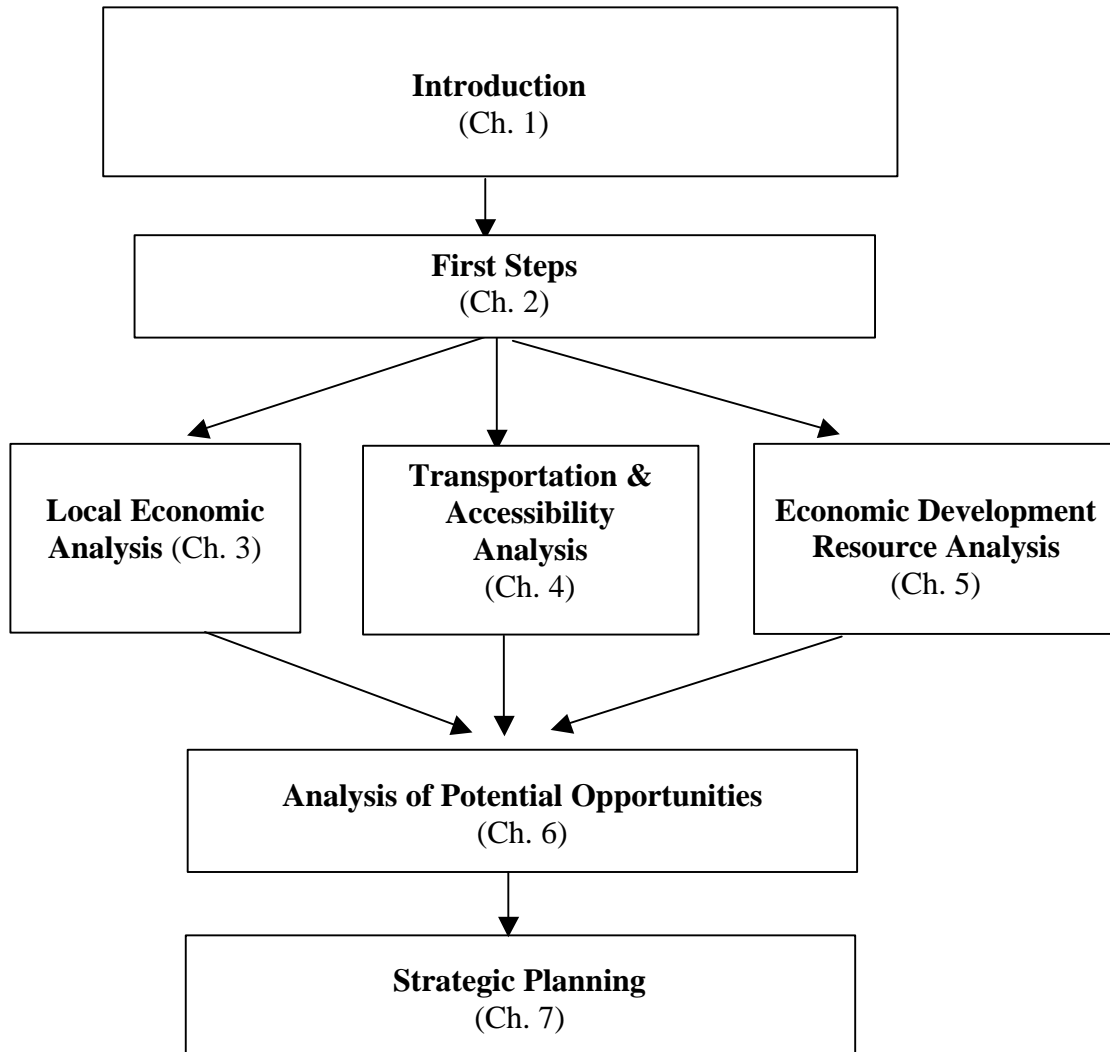 Introduction
(Ch. 1)
First Steps
(Ch. 2)
Local Economic
Analysis (Ch. 3)
Transportation &
Accessibility
Analysis
(Ch. 4)
Economic Development
Resource Analysis
(Ch. 5)
Analysis of Potential Opportunities
(Ch. 6)
Strategic Planning
(Ch. 7)